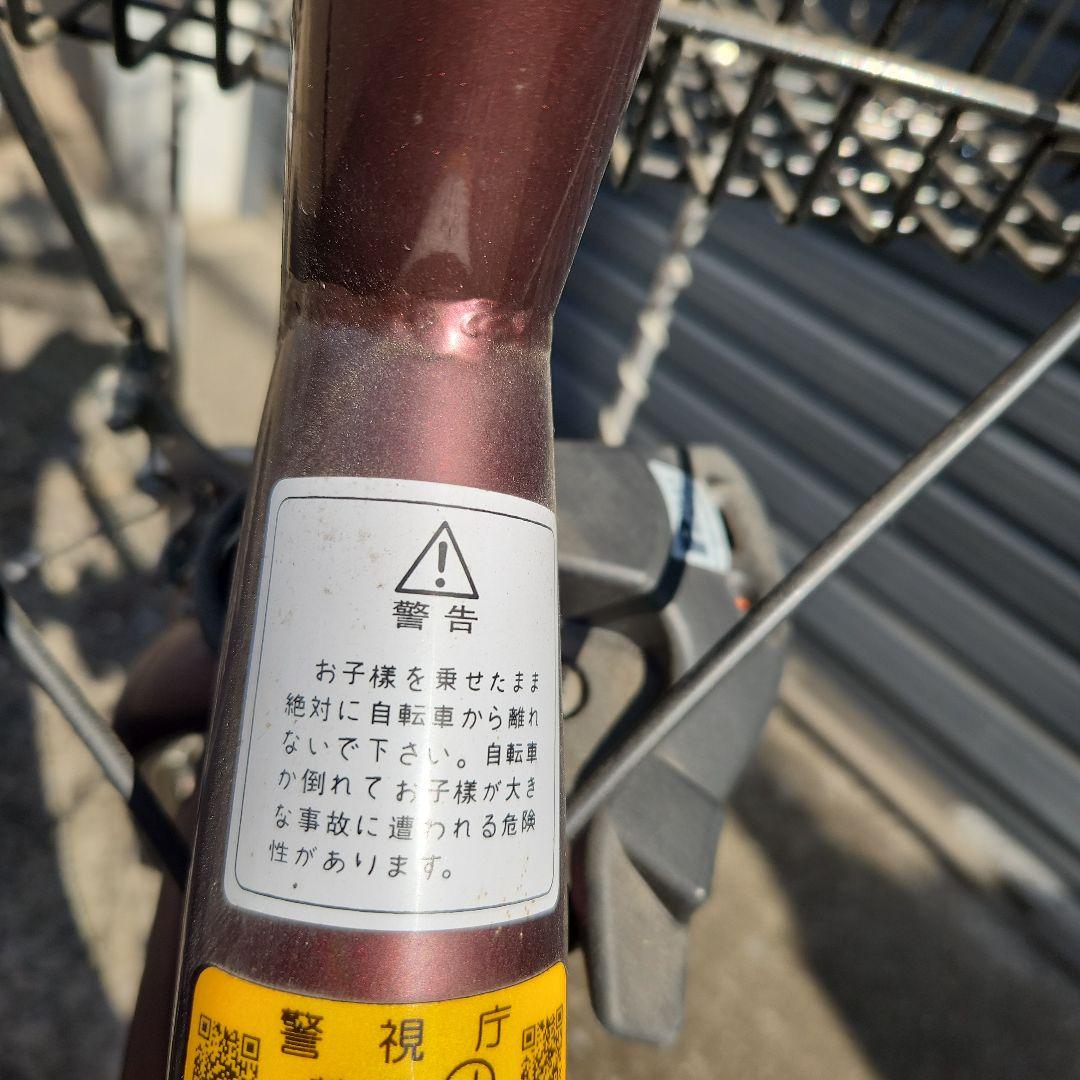 警告
お子様を乗せたまま
絶対に自転車から離れ
ないで下さい。自転車
が倒れてお子様が大き
な事故に遭われる危険
性があります。
警視庁